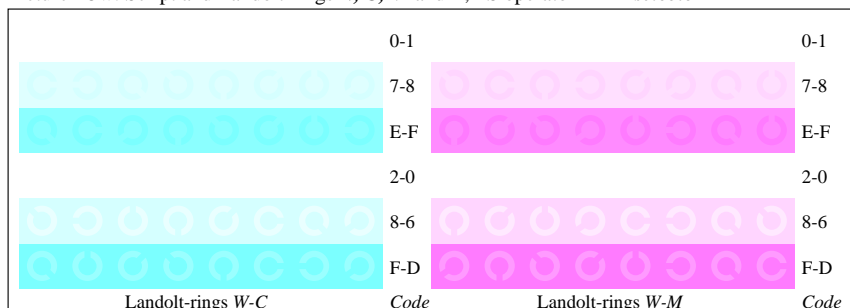 0-1 0-1
7-8 7-8
E-F E-F
2-0 2-0
8-6 8-6
F-D F-D
Landolt-rings W-C Code Landolt-rings W-M Code